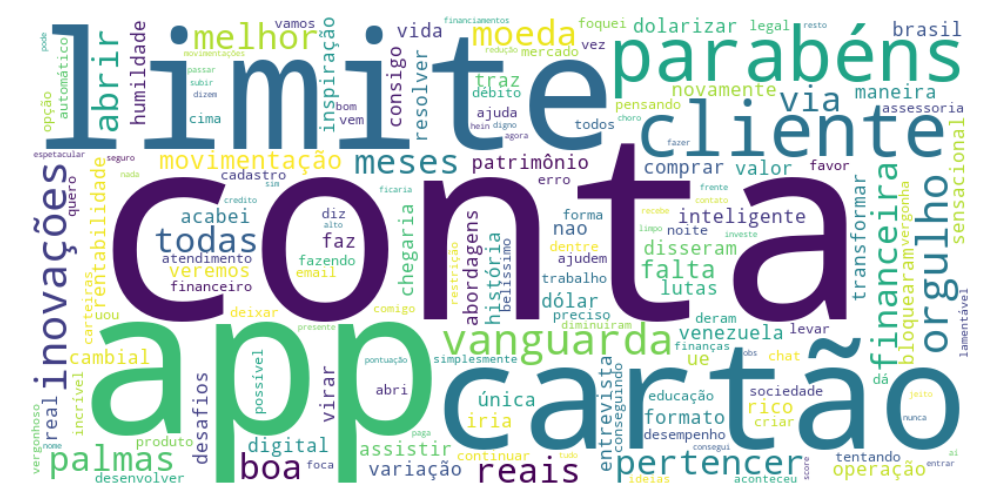 limite
conta
app
cartão
parabéns
cliente
via
moeda
melhor
abrir
humildade
vida
inspiração
consigo
resolver
vamos
financiamentos
foquei
vez
mercado
dolarizar
legal
brasil
opção
automático
pode
movimentações
redução
resto
passar
subir
dizem
cima
traz
débito
bom
vem
ajuda
hein
digno
agora
todos
choro
pensando
novamente
maneira
assessoria
sensacional
espetacular
seguro
nada
quero
inovações
movimentação
cadastro
sim
credito
alto
meses
patrimônio
erro
ficaria
comprar
fazer
valor
frente
contato
favor
recebe
limpo
investe
inteligente
noite
vergonha
bloquearam
financeira
orgulho
lamentável
transformar
rentabilidade
acabei
todas
diz
faz
atendimento
fazendo
veremos
email
financeiro
deixar
comigo
chegaria
restrição
abordagens
história
belissimo
forma
nao
dentre
ajudem
trabalho
dólar
preciso
disseram
falta
lutas
diminuiram
deram
venezuela
levar
carteiras
uou
real
incrível
cambial
presente
possível
virar
pontuação
simplesmente
vanguarda
ue
finanças
chat
jobs
dá
vergonhoso
desafios
abri
única
iria
educação
formato
sociedade
rico
criar
jeito
nunca
palmas
nome
produto
desenvolver
digital
boa
foca
paga
assistir
continuar
variação
tudo
reais
entrevista
conseguindo
desempenho
consegui
pertencer
ideias
aconteceu
score
tentando
operação
ai
entrar